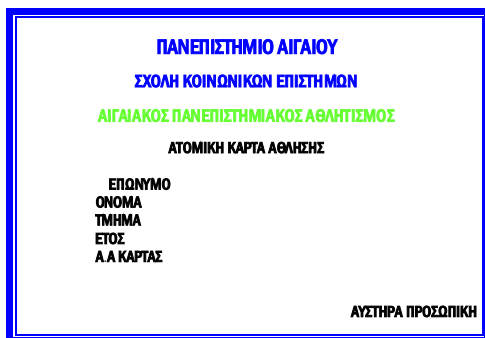 ΠΑΝΕΠΙΣΤΗΜΙΟ ΑΙΓΑΙΟΥ
ΣΧΟΛΗ ΚΟΙΝΩΝΙΚΩΝ ΕΠΙΣΤΗΜΩΝ
ΑΙΓΑΙΑΚΟΣ ΠΑΝΕΠΙΣΤΗΜΙΑΚΟΣ ΑΘΛΗΤΙΣΜΟΣ
ΑΤΟΜΙΚΗ ΚΑΡΤΑ ΑΘΛΗΣΗΣ
ΕΠΩΝΥΜΟ
ΟΝΟΜΑ
ΤΜΗΜΑ
ΕΤΟΣ
Α.Α ΚΑΡΤΑΣ
ΑΥΣΤΗΡΑ ΠΡΟΣΩΠΙΚΗ